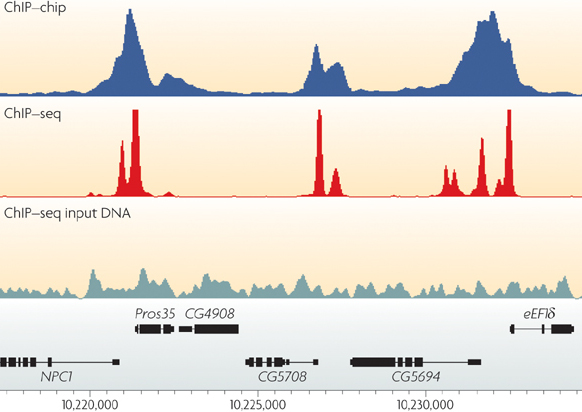 ChIP–chip
ChIP–seq
ChIP–seq input DNA
Pros35 CG4908 eEF1δ
NPC1 CG5708 CG5694
10,220,000 10,225,000 10,230,000